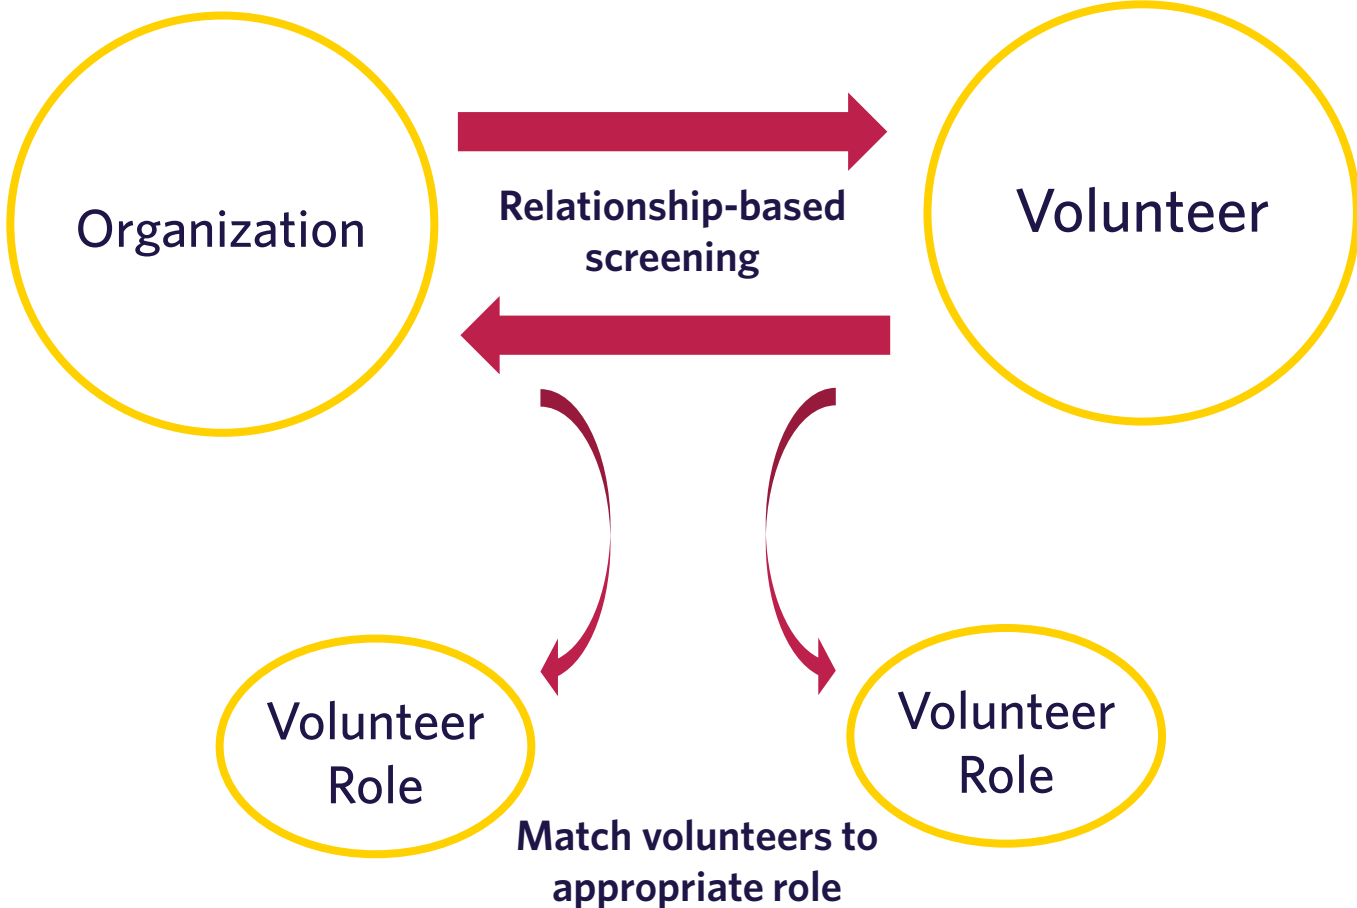 Organization
Relationship-based
screening
Volunteer
Volunteer
Role
Volunteer
Role
Match volunteers to
appropriate role